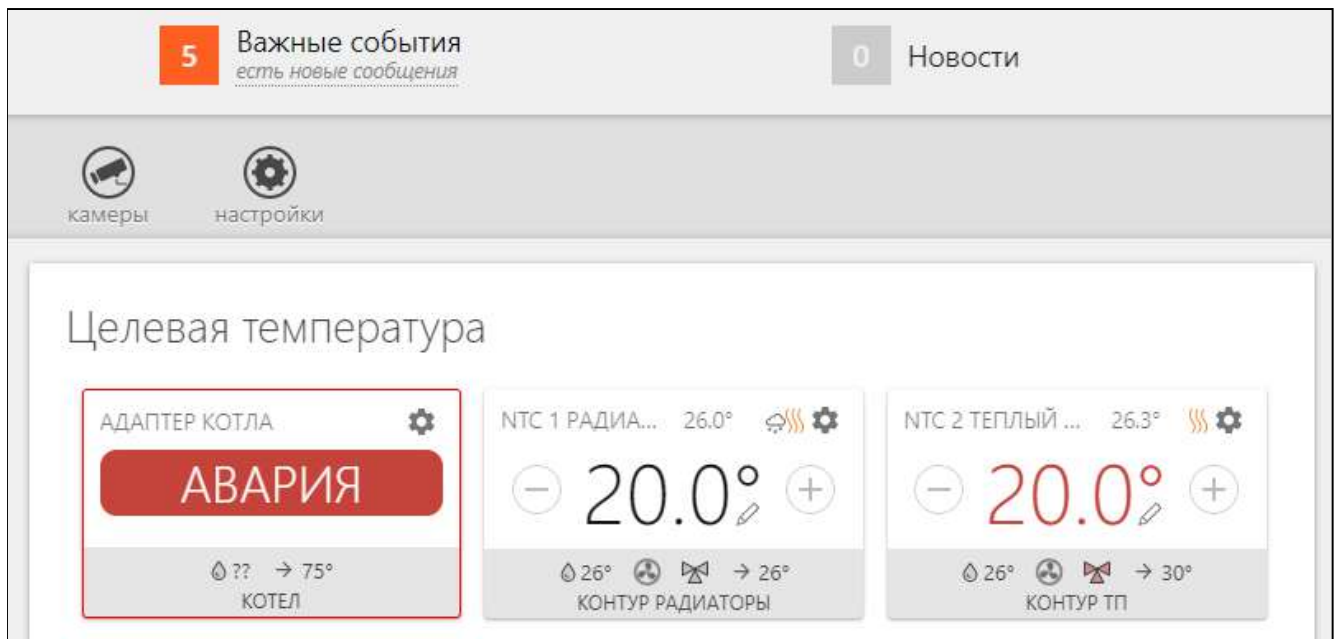 5 Важные события
есть новые сообщения
0 Новости
камеры настройки
Целевая температура
АДАПТЕР КОТЛА
АВАРИЯ
?? → 75°
КОТЕЛ
NTC 1 РАДИА... 26.0°
− 20.0° +
26° → 26°
КОНТУР РАДИАТОРЫ
NTC 2 ТЕПЛЫЙ ... 26.3°
− 20.0° +
26° → 30°
КОНТУР ТП